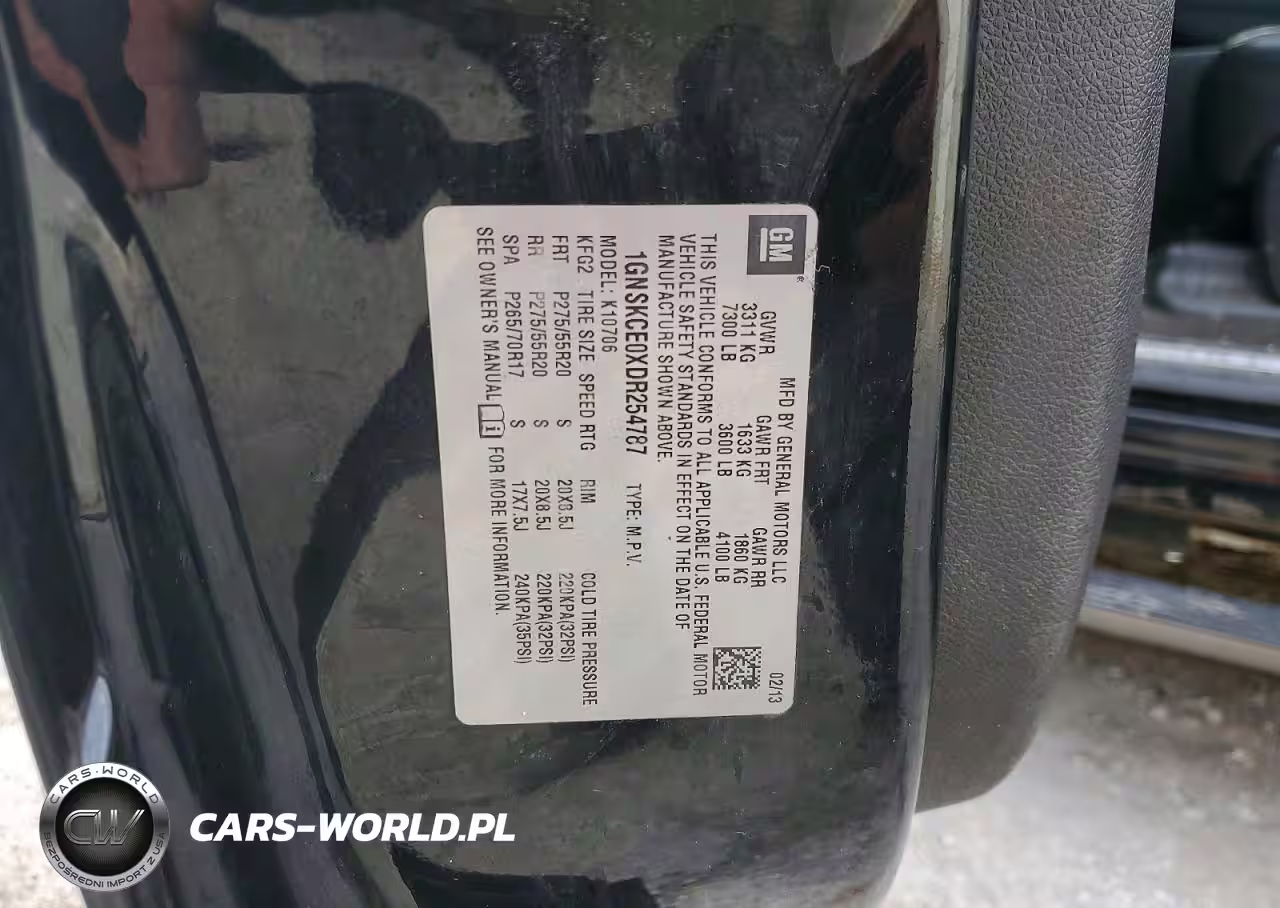 GM
MFD BY GENERAL MOTORS LLC 02/13
GVWR GAWR FRT GAWR RR
3311 KG 1633 KG 1860 KG
7300 LB 3600 LB 4100 LB
THIS VEHICLE CONFORMS TO ALL APPLICABLE U.S. FEDERAL MOTOR
VEHICLE SAFETY STANDARDS IN EFFECT ON THE DATE OF
MANUFACTURE SHOWN ABOVE.
1GNSKCE0XDR254787 TYPE: M.P.V.
MODEL: K10706
KFG2 TIRE SIZE SPEED RTG RIM COLD TIRE PRESSURE
FRT P275/55R20 S 20X8.5J 220KPA(32PSI)
RR P275/55R20 S 20X8.5J 220KPA(32PSI)
SPA P265/70R17 S 17X7.5J 240KPA(35PSI)
SEE OWNER'S MANUAL i FOR MORE INFORMATION.
CARS-WORLD
CW
BEZPOŚREDNI IMPORT Z USA
CARS-WORLD.PL